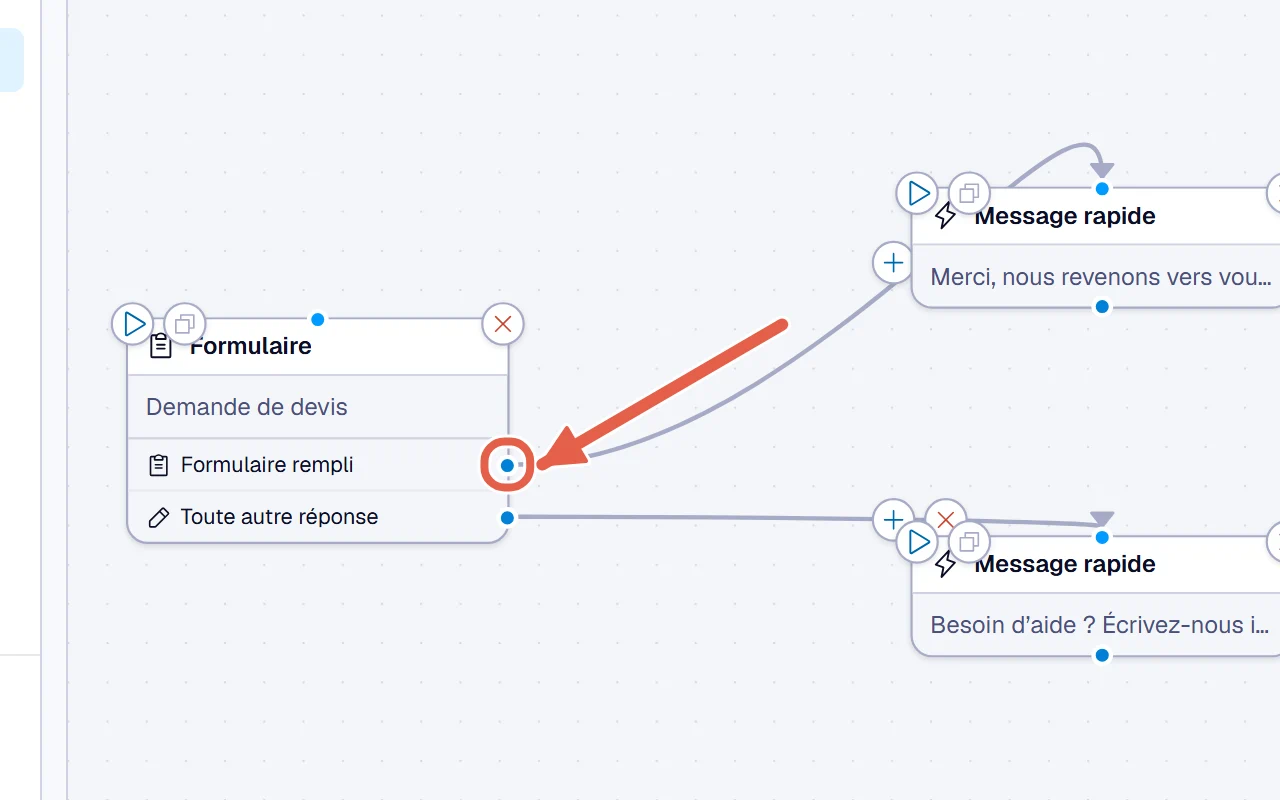 Message rapide
Merci, nous revenons vers vou...
Formulaire
Demande de devis
Formulaire rempli
Toute autre réponse
Message rapide
Besoin d’aide ? Écrivez-nous i...